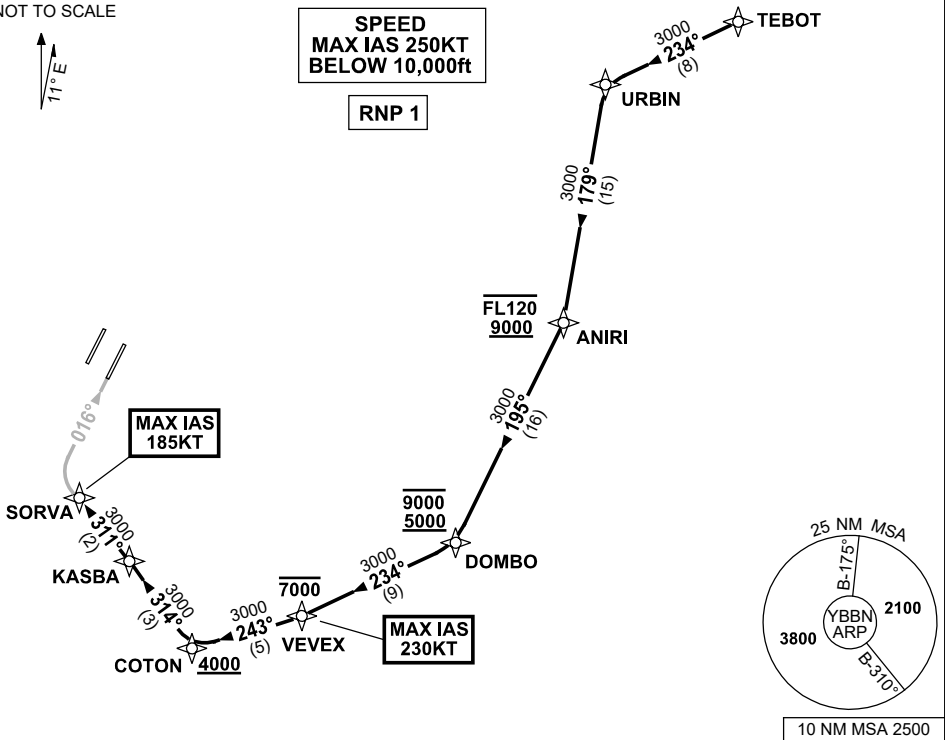 NOT TO SCALE
11° E
SPEED
MAX IAS 250KT
BELOW 10,000ft
RNP 1
TEBOT
3000
234°
(8)
URBIN
3000
179°
(15)
FL120
9000
ANIRI
3000
195°
(16)
9000
5000
DOMBO
3000
234°
(9)
7000
VEVEX
MAX IAS
230KT
3000
243°
(5)
COTON
4000
3000
314°
(3)
KASBA
3000
311°
(2)
SORVA
MAX IAS
185KT
016°
25 NM MSA
B-175°
2100
YBBN
ARP
3800
B-310°
10 NM MSA 2500